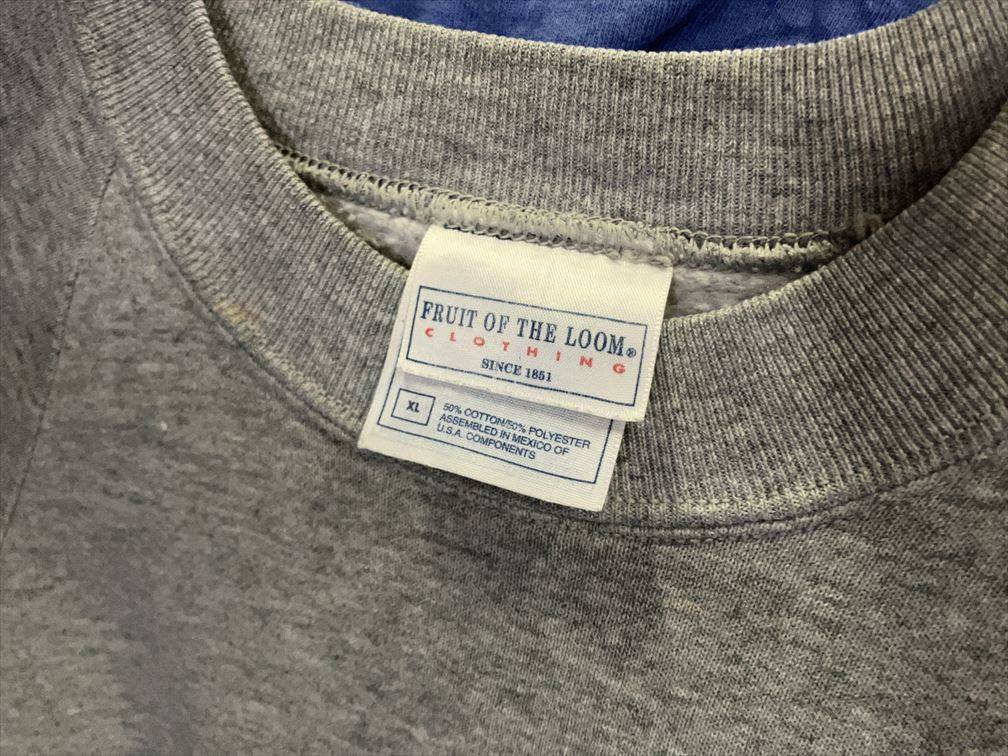 FRUIT OF THE LOOM®
CLOTHING
SINCE 1851
XL
50% COTTON/50% POLYESTER
ASSEMBLED IN MEXICO OF
U.S.A. COMPONENTS